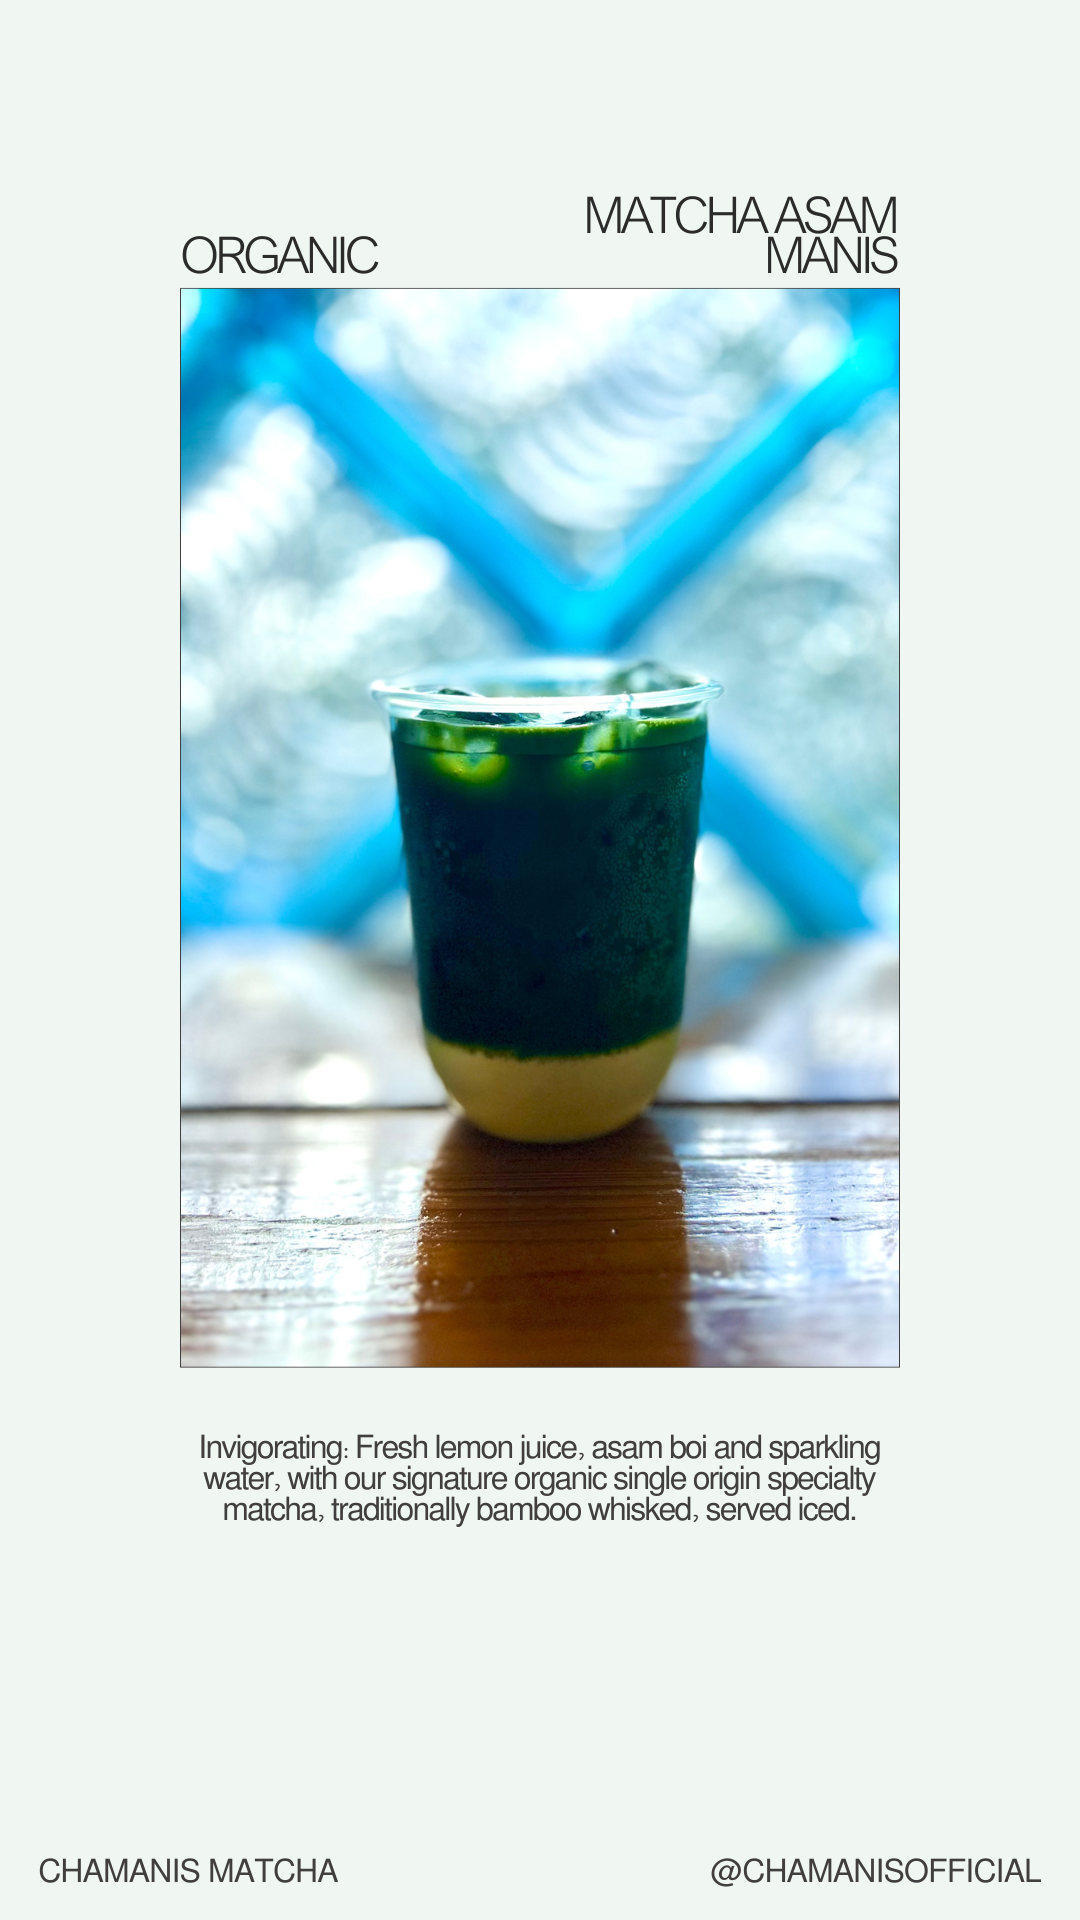 ORGANIC
MATCHA ASAM
MANIS
Invigorating: Fresh lemon juice, asam boi and sparkling
water, with our signature organic single origin specialty
matcha, traditionally bamboo whisked, served iced.
CHAMANIS MATCHA
@CHAMANISOFFICIAL